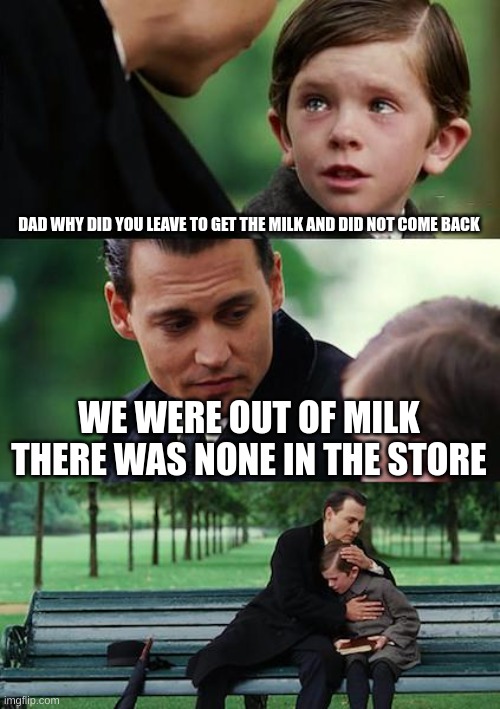 DAD WHY DID YOU LEAVE TO GET THE MILK AND DID NOT COME BACK
WE WERE OUT OF MILK
THERE WAS NONE IN THE STORE
imgflip.com